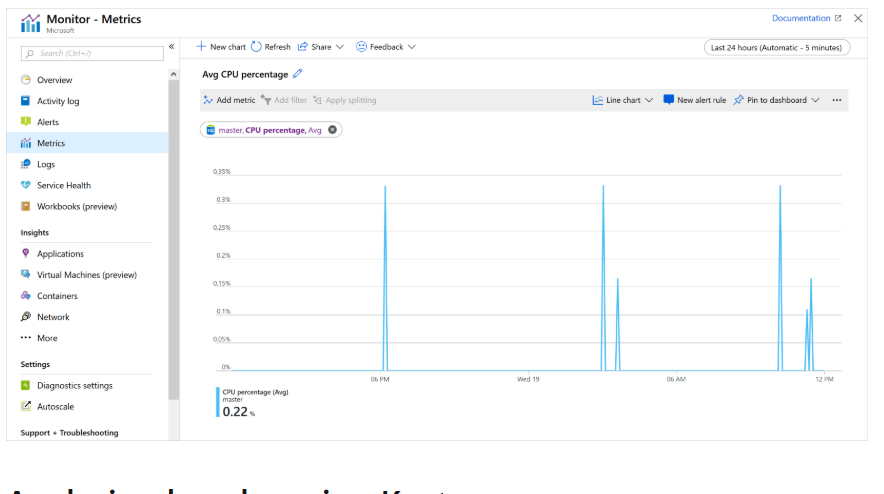 Monitor - Metrics
Microsoft
Documentation
Search (Ctrl+/)
Overview
Activity log
Alerts
Metrics
Logs
Service Health
Workbooks (preview)
Insights
Applications
Virtual Machines (preview)
Containers
Network
More
Settings
Diagnostics settings
Autoscale
Support + Troubleshooting
New chart Refresh Share Feedback
Last 24 hours (Automatic - 5 minutes)
Avg CPU percentage
Add metric Add filter Apply splitting
Line chart New alert rule Pin to dashboard
master, CPU percentage, Avg
0.35%
0.3%
0.25%
0.2%
0.15%
0.1%
0.05%
0%
06 PM Wed 19 06 AM 12 PM
CPU percentage (Avg)
master
0.22 %